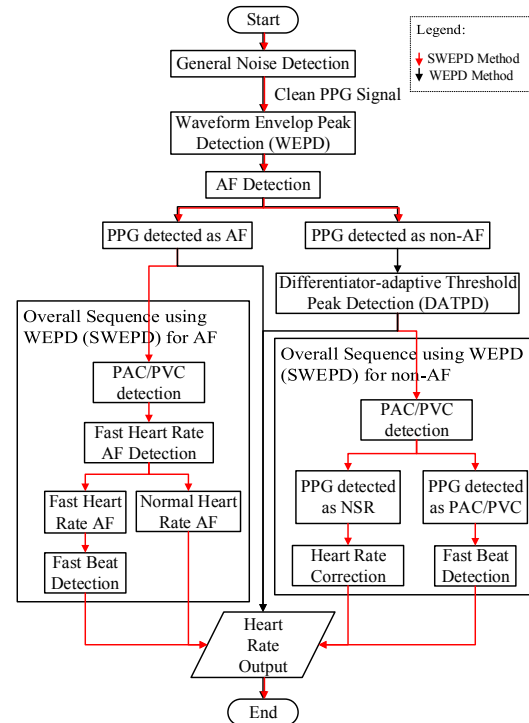 Start
Legend:
SWEPD Method
WEPD Method
General Noise Detection
Clean PPG Signal
Waveform Envelop Peak
Detection (WEPD)
AF Detection
PPG detected as AF
PPG detected as non-AF
Differentiator-adaptive Threshold
Peak Detection (DATPD)
Overall Sequence using
WEPD (SWEPD) for AF
PAC/PVC
detection
Fast Heart Rate
AF Detection
Fast Heart
Rate AF
Normal Heart
Rate AF
Fast Beat
Detection
Overall Sequence using WEPD
(SWEPD) for non-AF
PAC/PVC
detection
PPG detected
as NSR
PPG detected
as PAC/PVC
Heart Rate
Correction
Fast Beat
Detection
Heart
Rate
Output
End